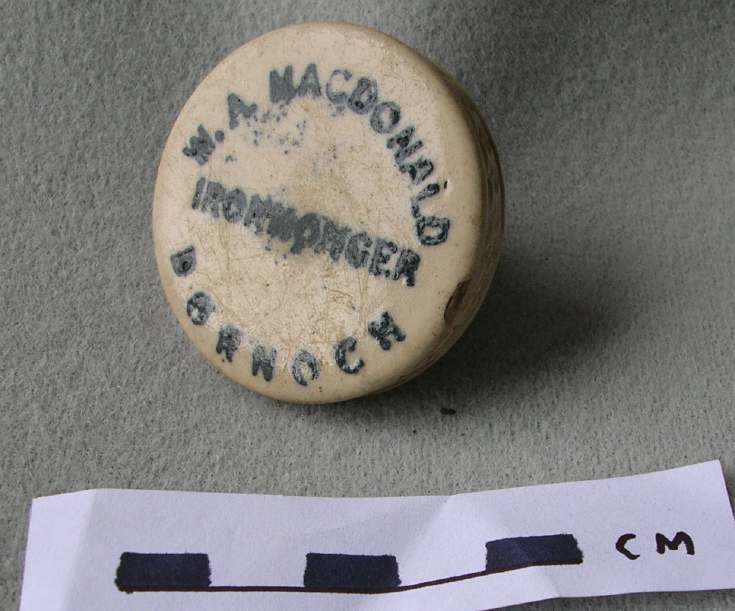 W. A. MACDONALD
IRONMONGER
DORNOCH
CM